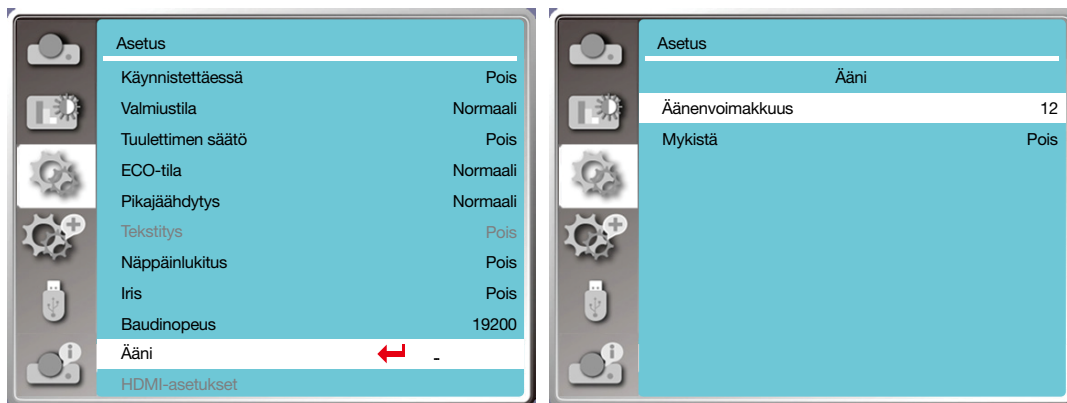 Asetus
Käynnistettäessä Pois
Valmiustila Normaali
Tuulettimen säätö Pois
ECO-tila Normaali
Pikajäähdytys Normaali
Tekstitys Pois
Näppäinlukitus Pois
Iris Pois
Baudinopeus 19200
Ääni -
HDMI-asetukset
Asetus
Ääni
Äänenvoimakkuus 12
Mykistä Pois